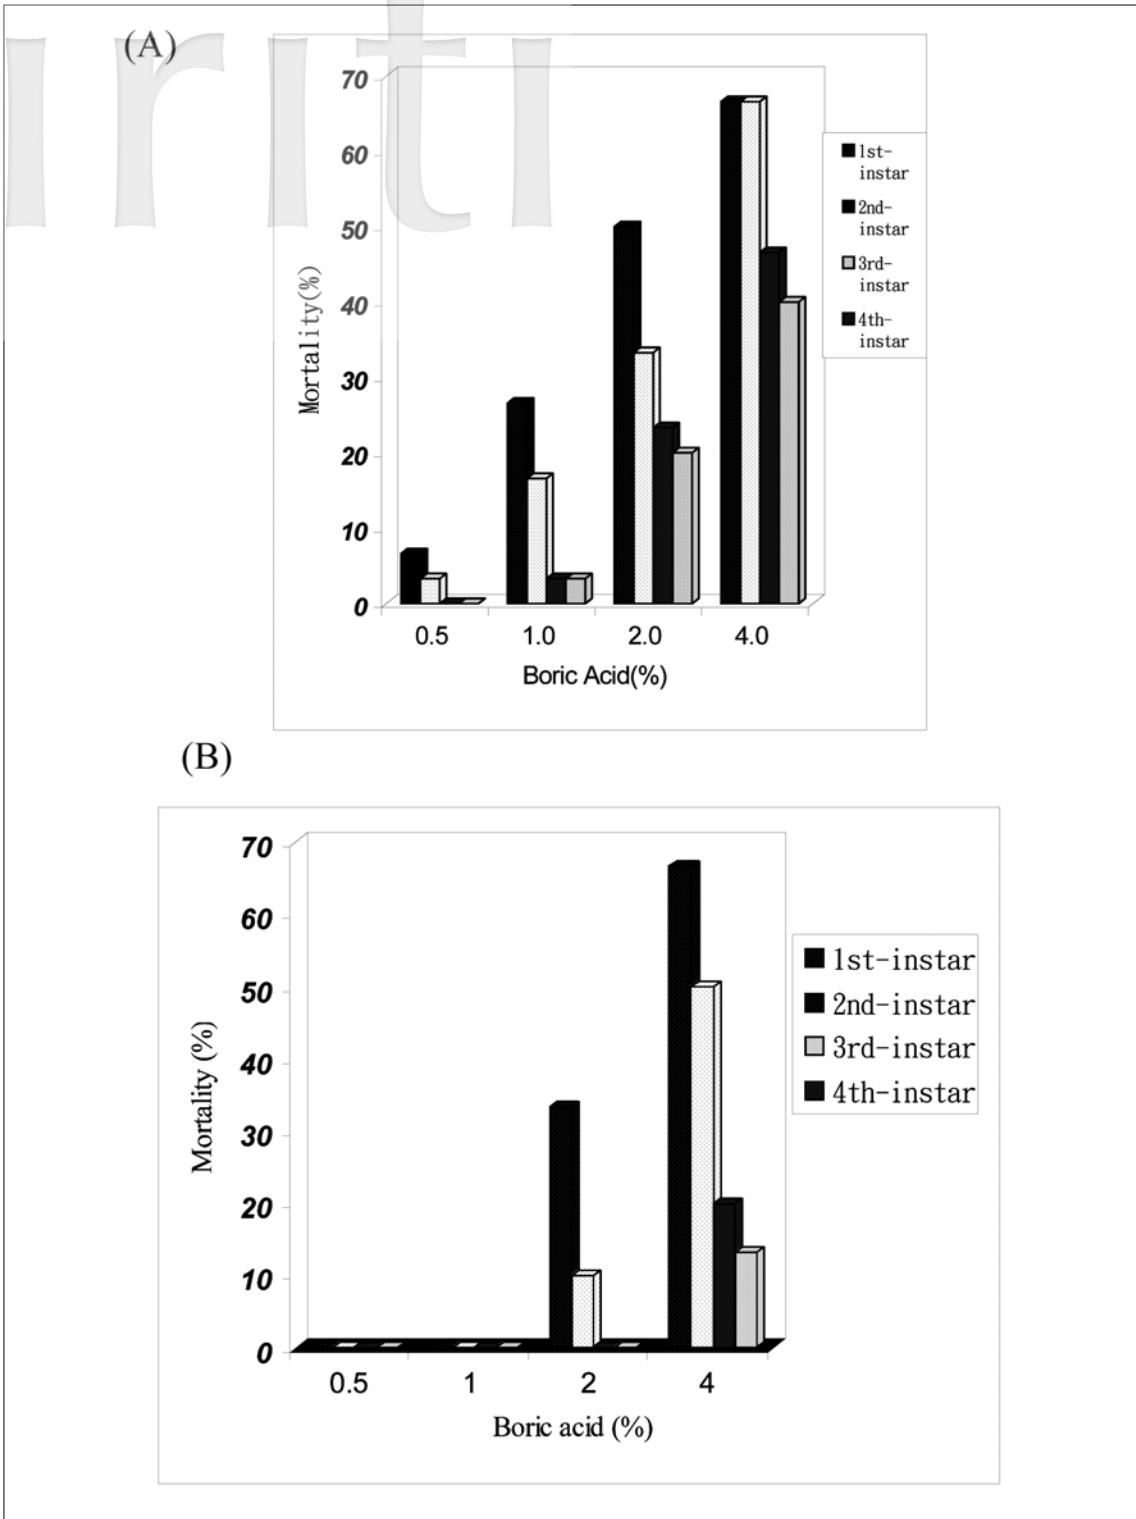 iriti
(A)
70
60
50
40
30
20
10
0
Mortality(%)
0.5 1.0 2.0 4.0
Boric Acid(%)
1st-
instar
2nd-
instar
3rd-
instar
4th-
instar
(B)
70
60
50
40
30
20
10
0
Mortality (%)
0.5 1 2 4
Boric acid (%)
1st-instar
2nd-instar
3rd-instar
4th-instar